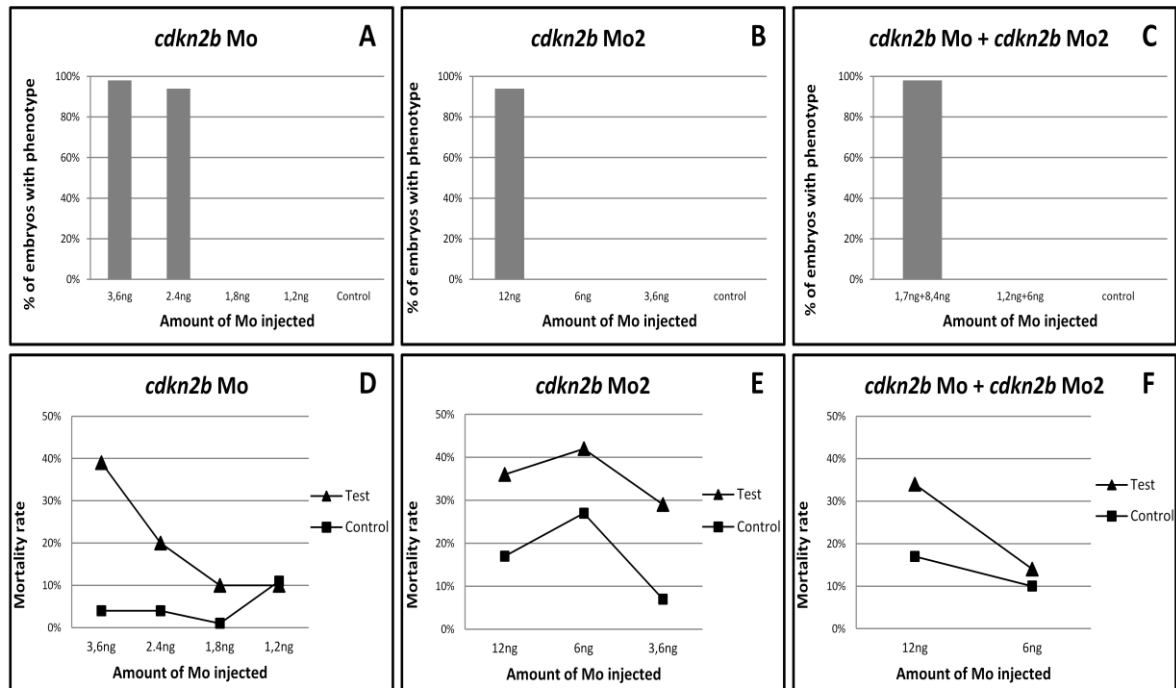 cdkn2b Mo
A
% of embryos with phenotype
100%
80%
60%
40%
20%
0%
3,6ng 2.4ng 1,8ng 1,2ng Control
Amount of Mo injected
cdkn2b Mo2
B
% of embryos with phenotype
100%
80%
60%
40%
20%
0%
12ng 6ng 3,6ng control
Amount of Mo injected
cdkn2b Mo + cdkn2b Mo2
C
% of embryos with phenotype
100%
80%
60%
40%
20%
0%
1,7ng+8,4ng 1,2ng+6ng control
Amount of Mo injected
cdkn2b Mo
D
Mortality rate
50%
40%
30%
20%
10%
0%
3,6ng 2.4ng 1,8ng 1,2ng
Amount of Mo injected
Test
Control
cdkn2b Mo2
E
Mortality rate
50%
40%
30%
20%
10%
0%
12ng 6ng 3,6ng
Amount of Mo injected
Test
Control
cdkn2b Mo + cdkn2b Mo2
F
Mortality rate
50%
40%
30%
20%
10%
0%
12ng 6ng
Amount of Mo injected
Test
Control